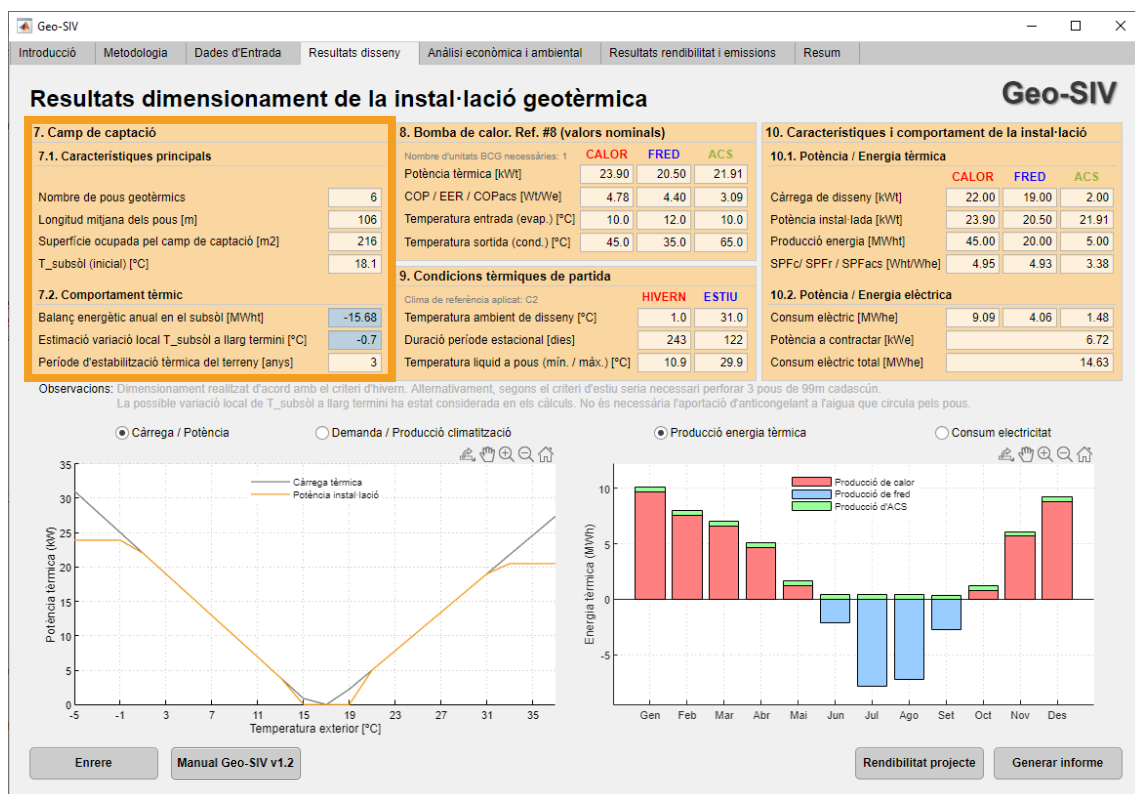 Geo-SIV
Introducció Metodologia Dades d'Entrada Resultats disseny Anàlisi econòmica i ambiental Resultats rendibilitat i emissions Resum
Resultats dimensionament de la instal·lació geotèrmica
Geo-SIV
7. Camp de captació
7.1. Característiques principals
Nombre de pous geotèrmics 6
Longitud mitjana dels pous [m] 106
Superfície ocupada pel camp de captació [m2] 216
T_subsòl (inicial) [ºC] 18.1
7.2. Comportament tèrmic
Balanç energètic anual en el subsòl [MWht] -15.68
Estimació variació local T_subsòl a llarg termini [ºC] -0.7
Període d'estabilització tèrmica del terreny [anys] 3
8. Bomba de calor. Ref. #8 (valors nominals)
Nombre d'unitats BCG necessàries: 1 CALOR FRED ACS
Potència tèrmica [kWt] 23.90 20.50 21.91
COP / EER / COPacs [Wt/We] 4.78 4.40 3.09
Temperatura entrada (evap.) [ºC] 10.0 12.0 10.0
Temperatura sortida (cond.) [ºC] 45.0 35.0 65.0
9. Condicions tèrmiques de partida
Clima de referència aplicat: C2 HIVERN ESTIU
Temperatura ambient de disseny [ºC] 1.0 31.0
Duració període estacional [dies] 243 122
Temperatura liquid a pous (mín. / màx.) [ºC] 10.9 29.9
10. Característiques i comportament de la instal·lació
10.1. Potència / Energia tèrmica
CALOR FRED ACS
Càrrega de disseny [kWt] 22.00 19.00 2.00
Potència instal·lada [kWt] 23.90 20.50 21.91
Producció energia [MWht] 45.00 20.00 5.00
SPFc/ SPFr / SPFacs [Wht/Whe] 4.95 4.93 3.38
10.2. Potència / Energia elèctrica
Consum elèctric [MWhe] 9.09 4.06 1.48
Potència a contractar [kWe] 6.72
Consum elèctric total [MWhe] 14.63
Observacions: Dimensionament realitzat d'acord amb el criteri d'hivern. Alternativament, segons el criteri d'estiu seria necessari perforar 3 pous de 99m cadascún.
La possible variació local de T_subsòl a llarg termini ha estat considerada en els càlculs. No és necessària l'aportació d'anticongelant a l'aigua que circula pels pous.
Càrrega / Potència Demanda / Producció climatització
Càrrega tèrmica
Potència instal·lació
Potència tèrmica (kW)
35
30
25
20
15
10
5
0
-5 -1 3 7 11 15 19 23 27 31 35
Temperatura exterior [ºC]
Producció energia tèrmica Consum electricitat
Producció de calor
Producció de fred
Producció d'ACS
Energia tèrmica (MWh)
10
5
0
-5
Gen Feb Mar Abr Mai Jun Jul Ago Set Oct Nov Des
Enrere Manual Geo-SIV v1.2 Rendibilitat projecte Generar informe